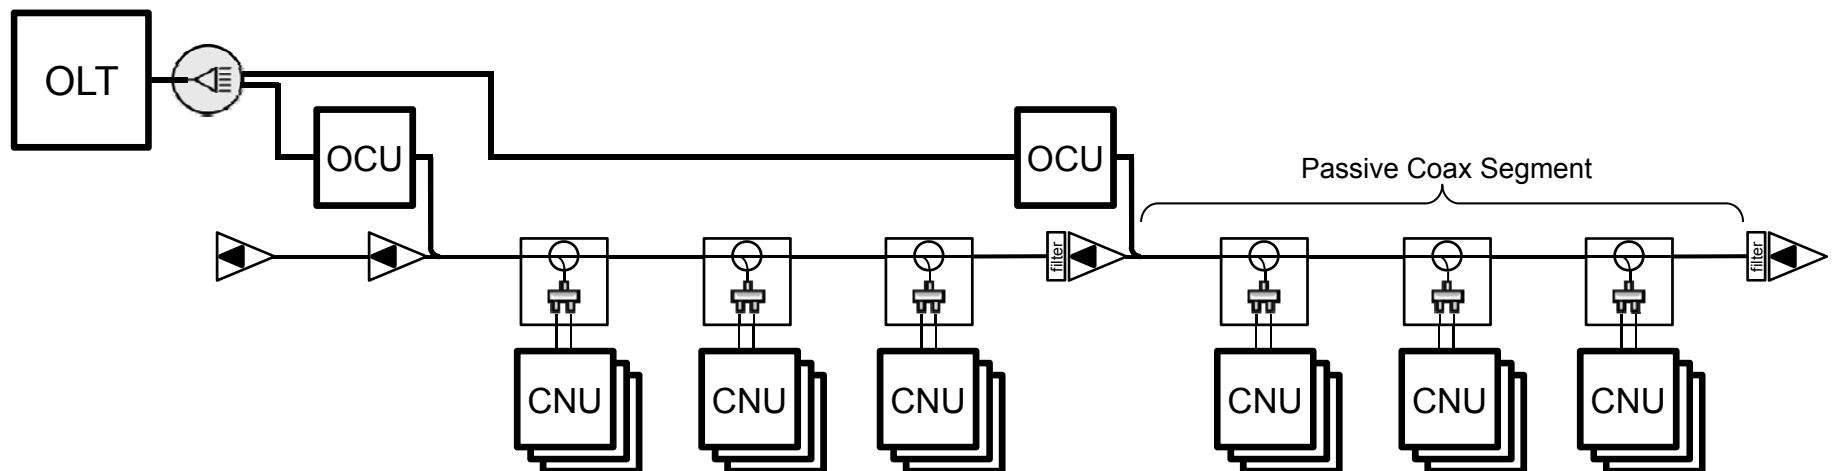 OLT
OCU
OCU
Passive Coax Segment
filter
filter
CNU
CNU
CNU
CNU
CNU
CNU